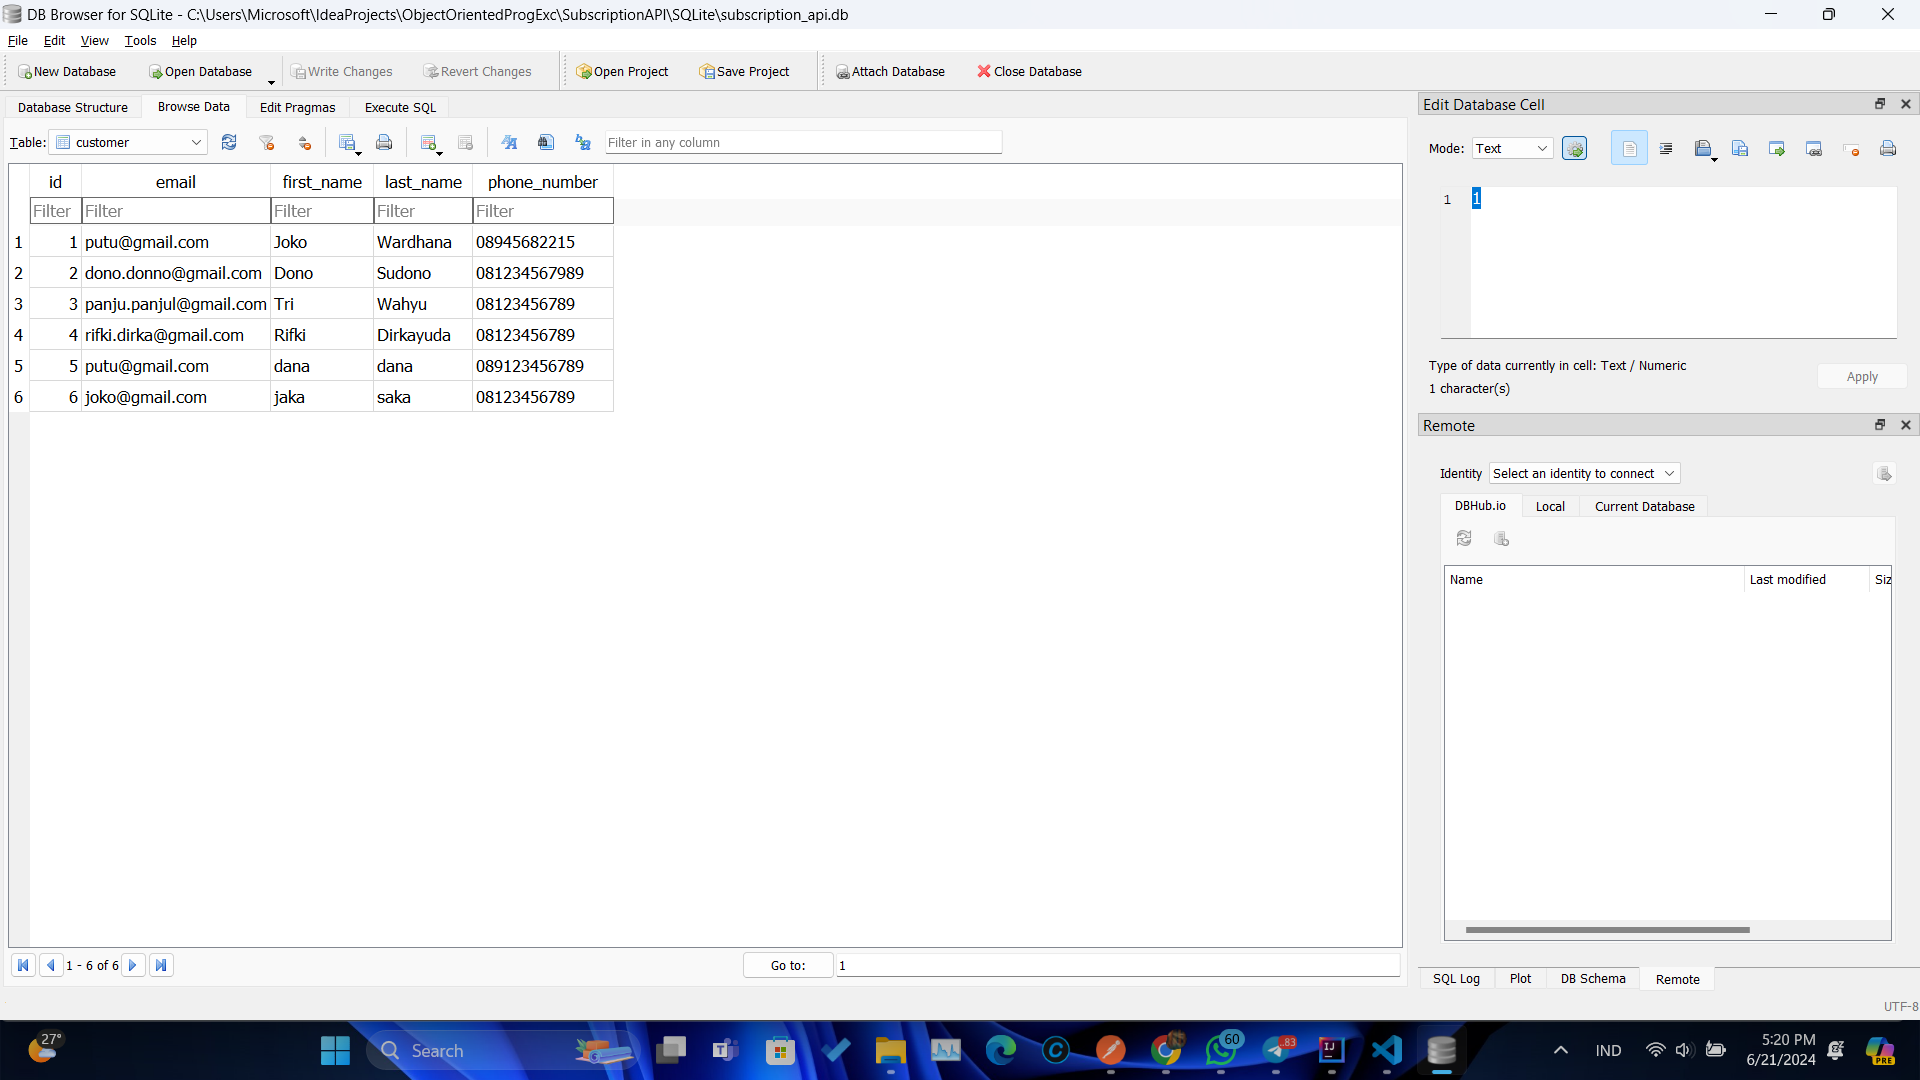 DB Browser for SQLite - C:\Users\Microsoft\IdeaProjects\ObjectOrientedProgExc\SubscriptionAPI\SQLite\subscription_api.db
File Edit View Tools Help
New Database Open Database Write Changes Revert Changes Open Project Save Project Attach Database Close Database
Database Structure Browse Data Edit Pragmas Execute SQL
Table: customer Filter in any column
id email first_name last_name phone_number
Filter Filter Filter Filter Filter
1 1 putu@gmail.com Joko Wardhana 08945682215
2 2 dono.donno@gmail.com Dono Sudono 081234567989
3 3 panju.panjul@gmail.com Tri Wahyu 08123456789
4 4 rifki.dirka@gmail.com Rifki Dirkayuda 08123456789
5 5 putu@gmail.com dana dana 089123456789
6 6 joko@gmail.com jaka saka 08123456789
1 - 6 of 6 Go to: 1
Edit Database Cell
Mode: Text
1 1
Type of data currently in cell: Text / Numeric
1 character(s)
Apply
Remote
Identity Select an identity to connect
DBHub.io Local Current Database
Name Last modified Siz
SQL Log Plot DB Schema Remote
UTF-8
27°
Search
60
83
IND
5:20 PM
6/21/2024
PRE